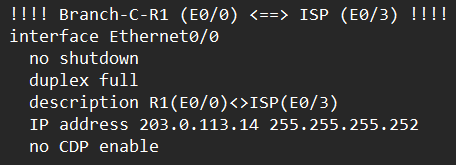 !!!! Branch-C-R1 (E0/0) <==> ISP (E0/3) !!!!
interface Ethernet0/0
  no shutdown
  duplex full
  description R1(E0/0)<>ISP(E0/3)
  IP address 203.0.113.14 255.255.255.252
  no CDP enable